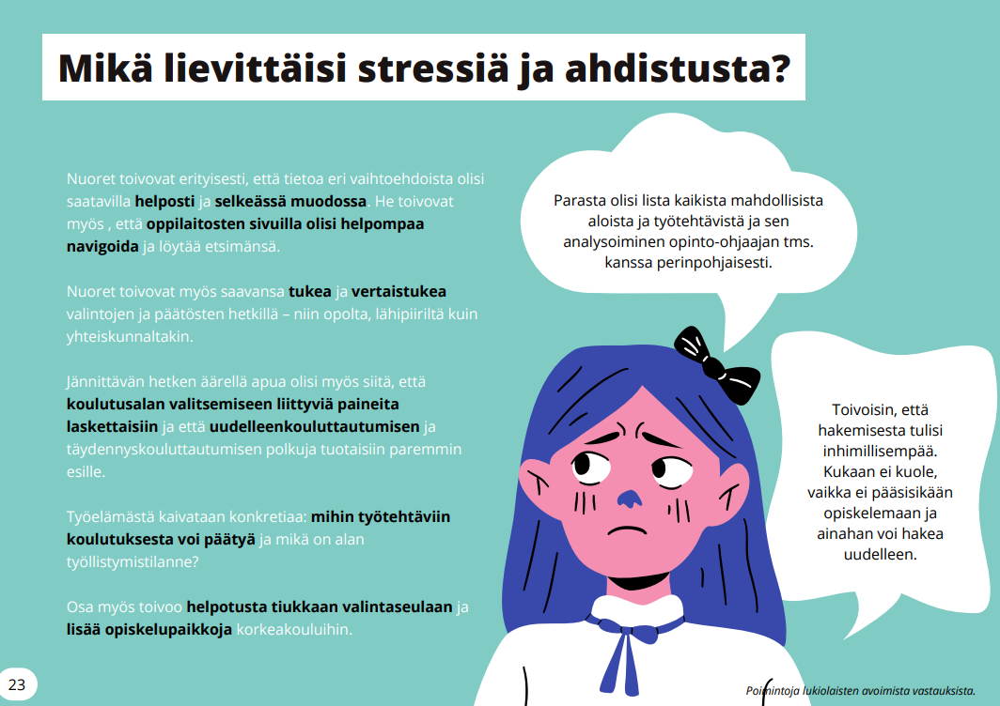 Mikä lievittäisi stressiä ja ahdistusta?
Nuoret toivovat erityisesti, että tietoa eri vaihtoehdoista olisi
saatavilla helposti ja selkeässä muodossa. He toivovat
myös , että oppilaitosten sivuilla olisi helpompaa
navigoida ja löytää etsimänsä.
Nuoret toivovat myös saavansa tukea ja vertaistukea
valintojen ja päätösten hetkillä – niin opolta, lähipiiriltä kuin
yhteiskunnaltakin.
Jännittävän hetken äärellä apua olisi myös siitä, että
koulutusalan valitsemiseen liittyviä paineita
laskettaisiin ja että uudelleenkouluttautumisen ja
täydennyskouluttautumisen polkuja tuotaisiin paremmin
esille.
Työelämästä kaivataan konkretiaa: mihin työtehtäviin
koulutuksesta voi päätyä ja mikä on alan
työllistymistilanne?
Osa myös toivoo helpotusta tiukkaan valintaseulaan ja
lisää opiskelupaikkoja korkeakouluihin.
Parasta olisi lista kaikista mahdollisista
aloista ja työtehtävistä ja sen
analysoiminen opinto-ohjaajan tms.
kanssa perinpohjaisesti.
Toivoisin, että
hakemisesta tulisi
inhimillisempää.
Kukaan ei kuole,
vaikka ei pääsisikään
opiskelemaan ja
ainahan voi hakea
uudelleen.
23
Poimintoja lukiolaisten avoimista vastauksista.